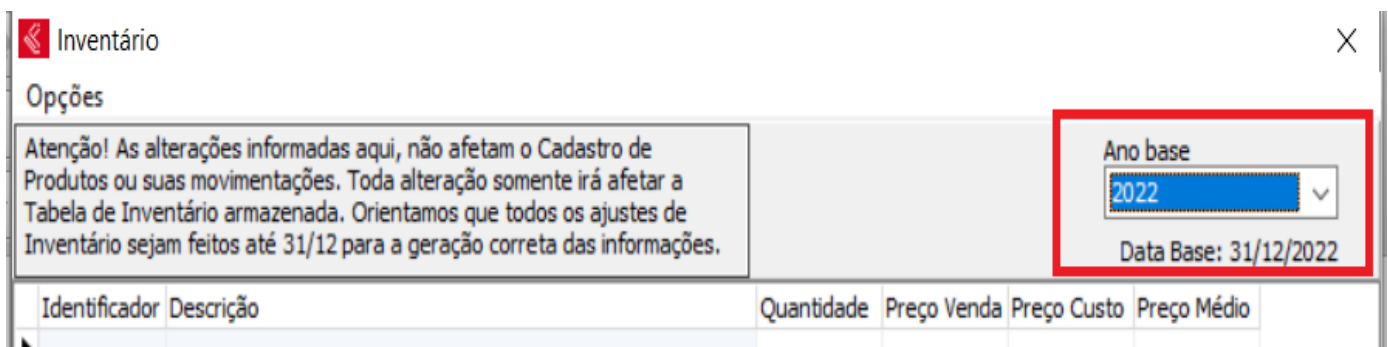 Inventário
Opções
Atenção! As alterações informadas aqui, não afetam o Cadastro de
Produtos ou suas movimentações. Toda alteração somente irá afetar a
Tabela de Inventário armazenada. Orientamos que todos os ajustes de
Inventário sejam feitos até 31/12 para a geração correta das informações.
Ano base
2022
Data Base: 31/12/2022
Identificador Descrição Quantidade Preço Venda Preço Custo Preço Médio